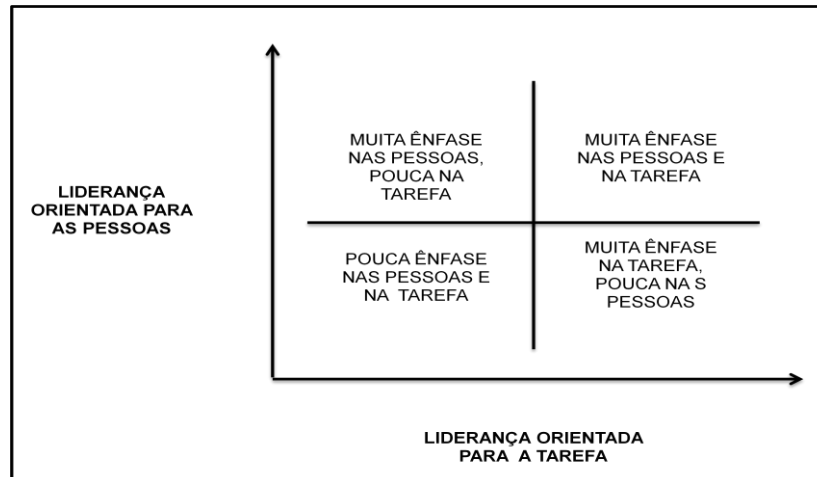 MUITA ÊNFASE
NAS PESSOAS,
POUCA NA
TAREFA
MUITA ÊNFASE
NAS PESSOAS E
NA TAREFA
LIDERANÇA
ORIENTADA PARA
AS PESSOAS
POUCA ÊNFASE
NAS PESSOAS E
NA TAREFA
MUITA ÊNFASE
NA TAREFA,
POUCA NA S
PESSOAS
LIDERANÇA ORIENTADA
PARA A TAREFA